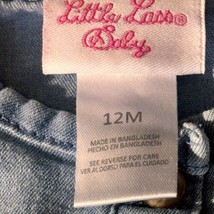 Little Lass®
Baby
12M
MADE IN BANGLADESH
HECHO EN BANGLADESH
SEE REVERSE FOR CARE
VER AL DORSO PARA EL CUIDADO